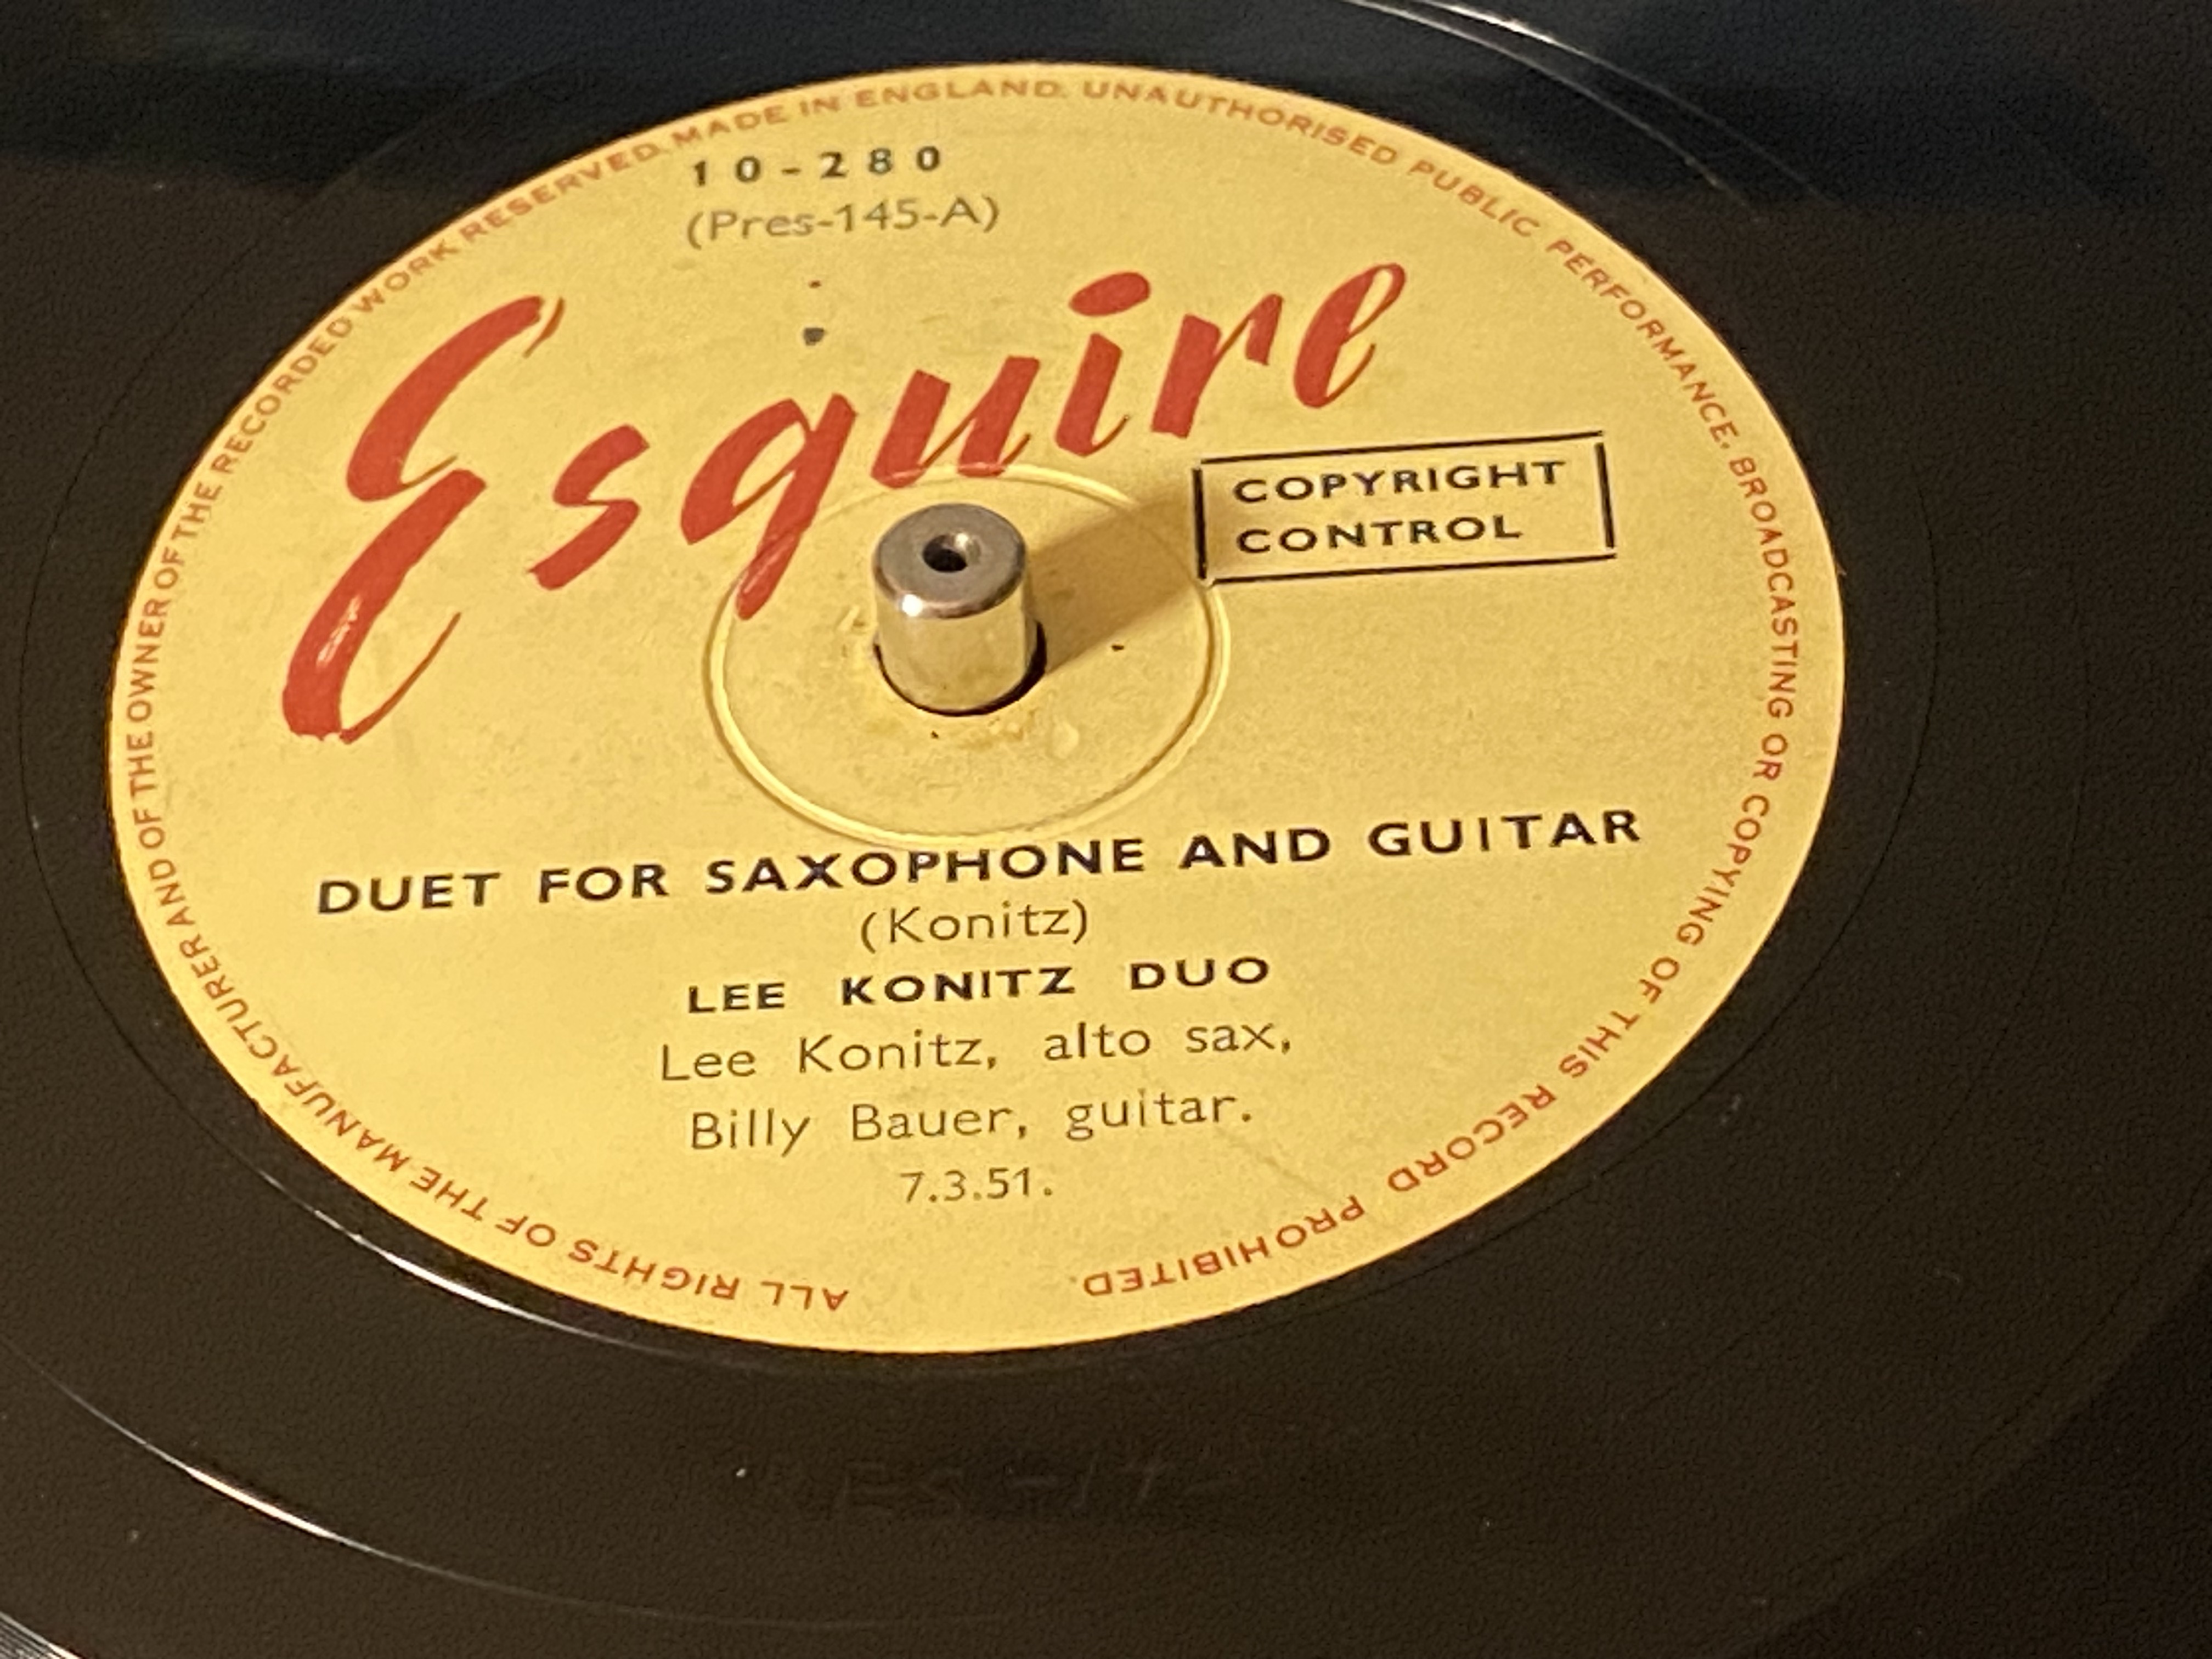 10-280
(Pres-145-A)
Esquire
COPYRIGHT
CONTROL
DUET FOR SAXOPHONE AND GUITAR
(Konitz)
LEE KONITZ DUO
Lee Konitz, alto sax,
Billy Bauer, guitar.
7.3.51.
ALL RIGHTS OF THE MANUFACTURER AND OF THE OWNER OF THE RECORDED WORK RESERVED. MADE IN ENGLAND. UNAUTHORISED PUBLIC PERFORMANCE, BROADCASTING OR COPYING OF THIS RECORD PROHIBITED.